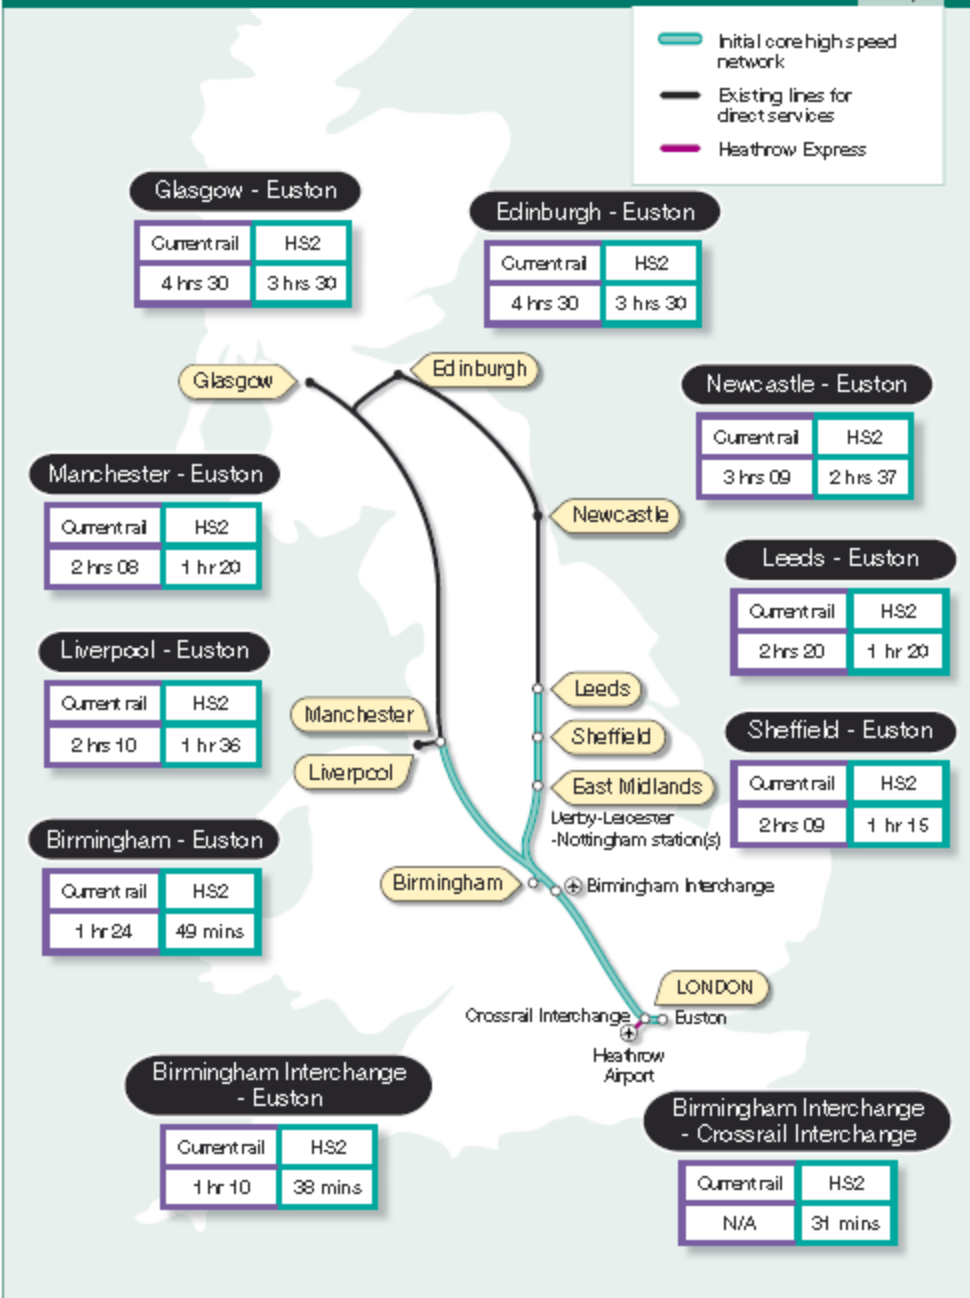 Initial core high speed
network
Existing lines for
direct services
Heathrow Express
Glasgow - Euston
Current rail HS2
4 hrs 30 3 hrs 30
Edinburgh - Euston
Current rail HS2
4 hrs 30 3 hrs 30
Glasgow
Edinburgh
Newcastle - Euston
Current rail HS2
3 hrs 09 2 hrs 37
Manchester - Euston
Current rail HS2
2 hrs 08 1 hr 20
Newcastle
Leeds - Euston
Current rail HS2
2 hrs 20 1 hr 20
Liverpool - Euston
Current rail HS2
2 hrs 10 1 hr 36
Leeds
Manchester
Sheffield
Liverpool
East Midlands
Derby-Leicester
-Nottingham station(s)
Sheffield - Euston
Current rail HS2
2 hrs 09 1 hr 15
Birmingham - Euston
Current rail HS2
1 hr 24 49 mins
Birmingham
Birmingham Interchange
LONDON
Crossrail Interchange
Euston
Heathrow
Airport
Birmingham Interchange
- Euston
Current rail HS2
1 hr 10 38 mins
Birmingham Interchange
- Crossrail Interchange
Current rail HS2
N/A 31 mins